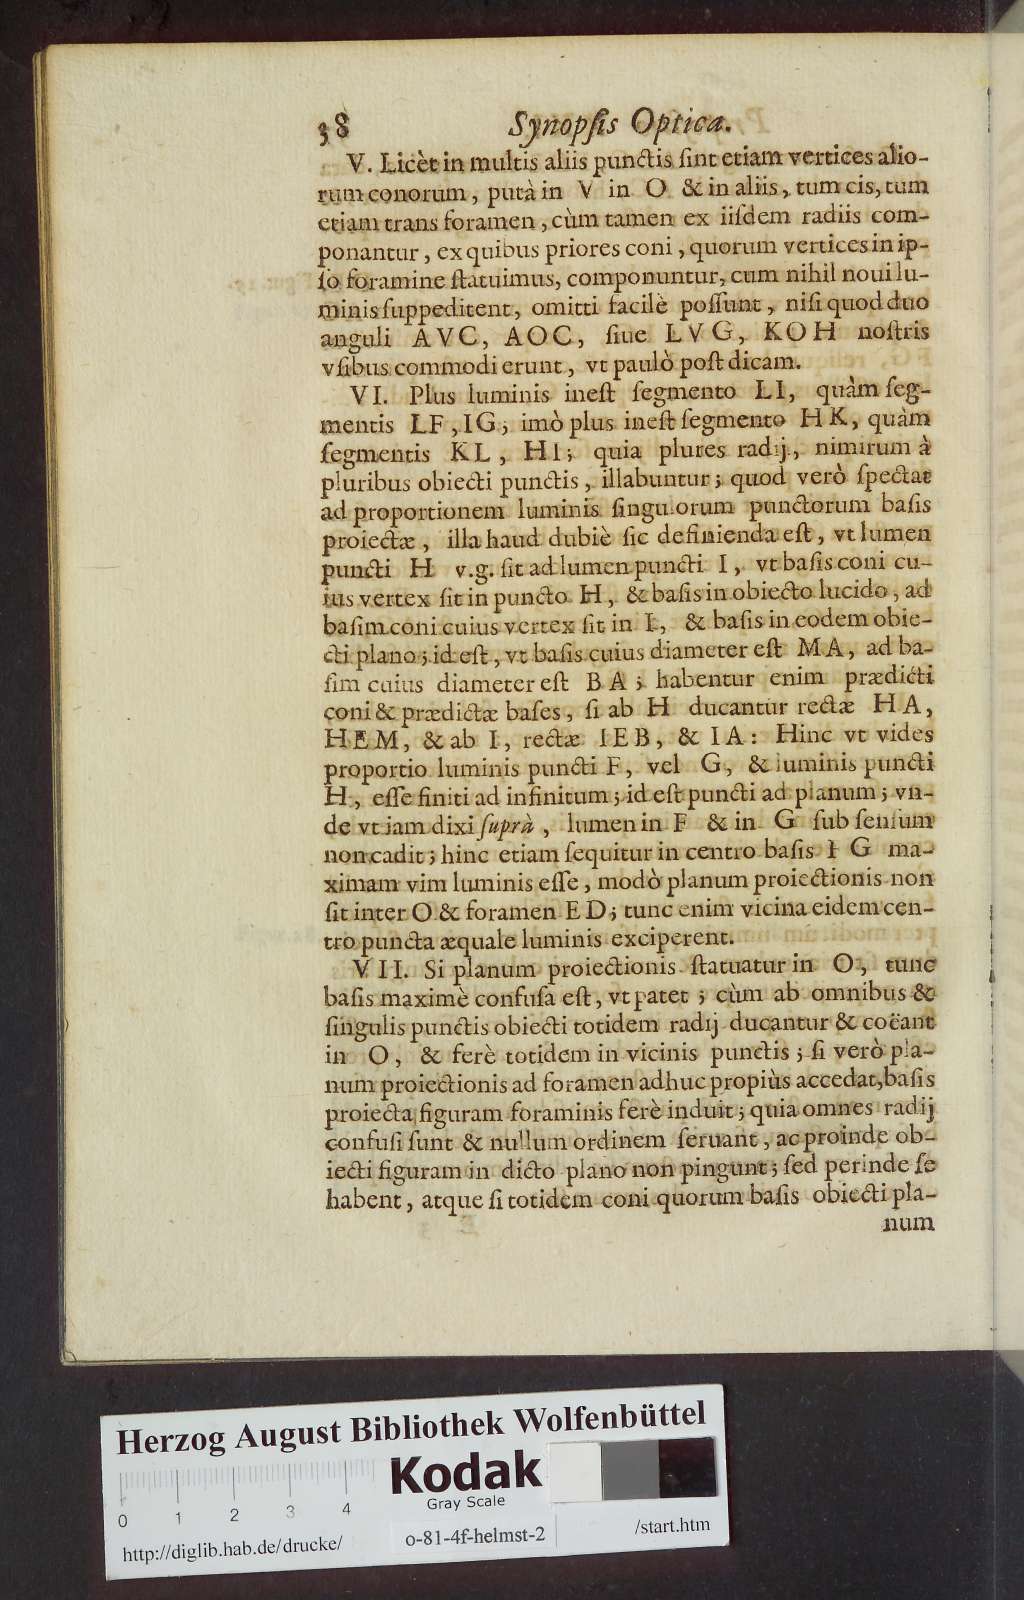 38 Synopſis Optica.
V. Licèt in multis aliis punctis ſint etiam vertices alio-
rum conorum, putà in V in O & in aliis, tum cis, tum
etiam trans foramen, cùm tamen ex iiſdem radiis com-
ponantur, ex quibus priores coni, quorum vertices in ip-
ſo foramine ſtatuimus, componuntur, cum nihil noui lu-
minis ſuppeditent, omitti facilè poſſunt, niſi quod duo
anguli AVC, AOC, ſiue LVG, KOH noſtris
vſibus commodi erunt, vt paulò poſt dicam.
VI. Plus luminis ineſt ſegmento LI, quàm ſeg-
mentis LF, IG; imò plus ineſt ſegmento HK, quàm
ſegmentis KL, HI; quia plures radij, nimirum à
pluribus obiecti punctis, illabuntur; quod verò ſpectat
ad proportionem luminis ſingulorum punctorum baſis
proiectæ, illa haud dubiè ſic definienda eſt, vt lumen
puncti H v.g. ſit ad lumen puncti I, vt baſis coni cu-
ius vertex ſit in puncto H, & baſis in obiecto lucido, ad
baſim coni cuius vertex ſit in I, & baſis in eodem obie-
cti plano; id eſt, vt baſis cuius diameter eſt MA, ad ba-
ſim cuius diameter eſt BA; habentur enim prædicti
coni & prædictæ baſes, ſi ab H ducantur rectæ HA,
HEM, & ab I, rectæ IEB, & IA: Hinc vt vides
proportio luminis puncti F, vel G, & luminis puncti
H, eſſe finiti ad infinitum; id eſt puncti ad planum; vn-
de vt iam dixi ſuprà, lumen in F & in G ſub ſenſum
non cadit; hinc etiam ſequitur in centro baſis I G ma-
ximam vim luminis eſſe, modò planum proiectionis non
ſit inter O & foramen ED; tunc enim vicina eidem cen-
tro puncta æquale luminis exciperent.
VII. Si planum proiectionis ſtatuatur in O, tunc
baſis maximè confuſa eſt, vt patet; cùm ab omnibus &
ſingulis punctis obiecti totidem radij ducantur & coëant
in O, & ferè totidem in vicinis punctis; ſi verò pla-
num proiectionis ad foramen adhuc propiùs accedat, baſis
proiecta figuram foraminis ferè induit; quia omnes radij
confuſi ſunt & nullum ordinem ſeruant, ac proinde ob-
iecti figuram in dicto plano non pingunt; ſed perinde ſe
habent, atque ſi totidem coni quorum baſis obiecti pla-
num
Herzog August Bibliothek Wolfenbüttel
Kodak
Gray Scale
0 1 2 3 4
http://diglib.hab.de/drucke/ o-81-4f-helmst-2 /start.htm